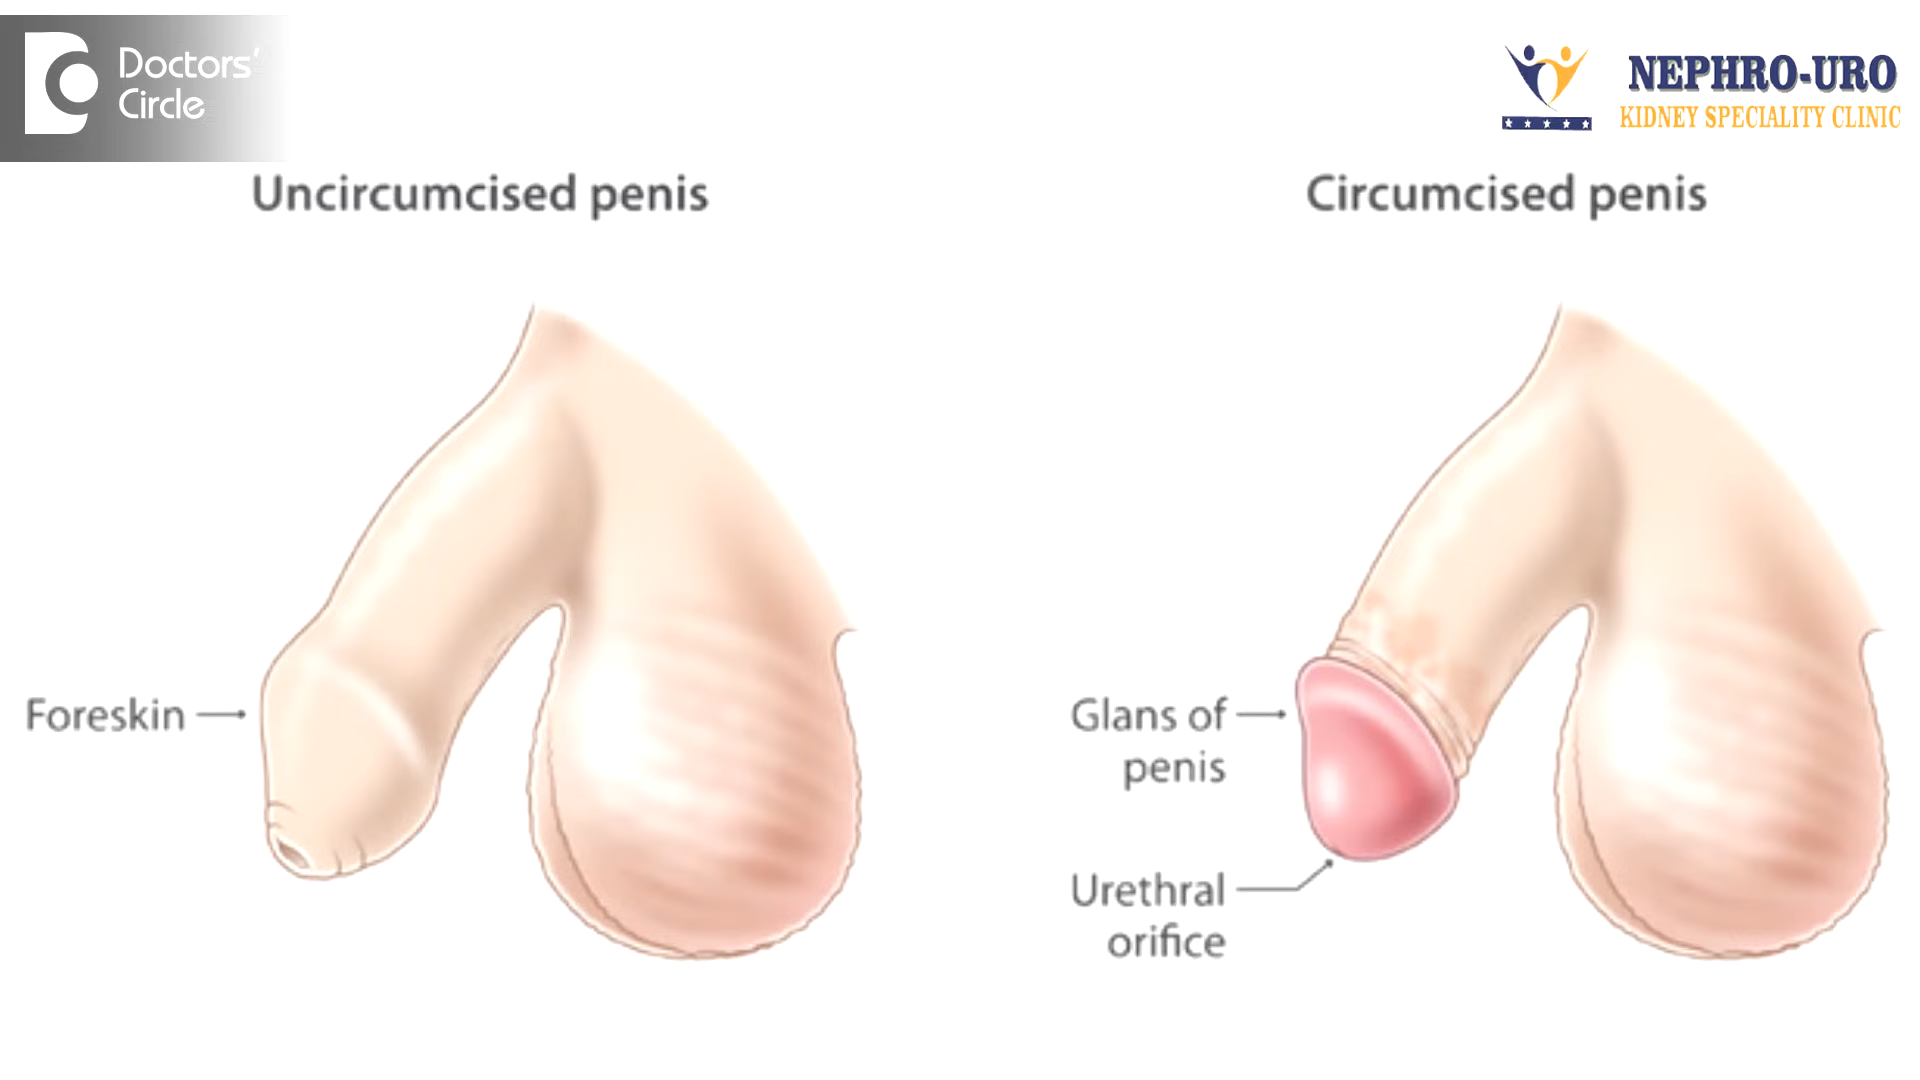 Doctors'
Circle
NEPHRO-URO
KIDNEY SPECIALITY CLINIC
Uncircumcised penis
Circumcised penis
Foreskin
Glans of
penis
Urethral
orifice